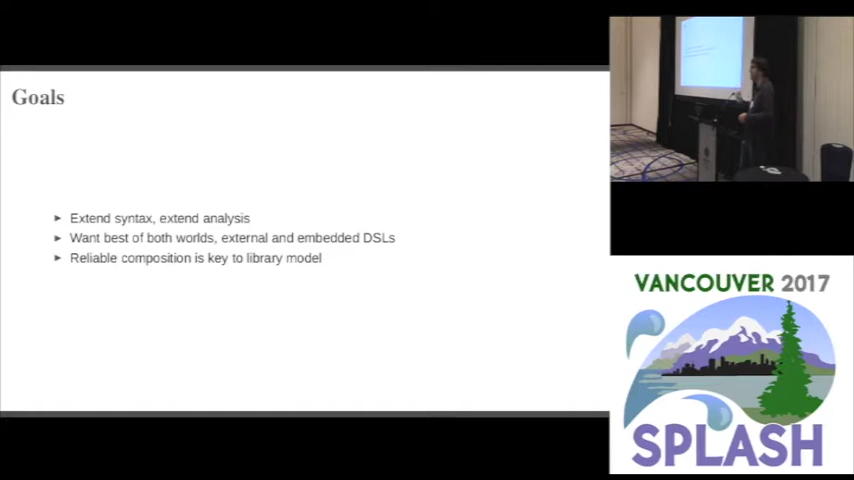 Goals
▶ Extend syntax, extend analysis
▶ Want best of both worlds, external and embedded DSLs
▶ Reliable composition is key to library model
VANCOUVER 2017
SPLASH